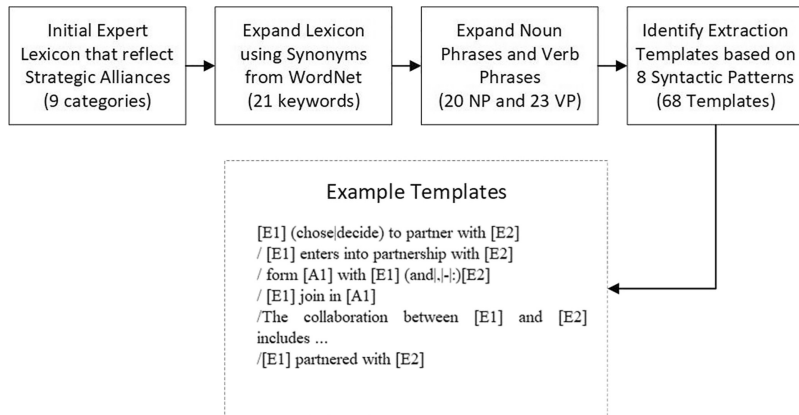 Initial Expert
Lexicon that reflect
Strategic Alliances
(9 categories)
Expand Lexicon
using Synonyms
from WordNet
(21 keywords)
Expand Noun
Phrases and Verb
Phrases
(20 NP and 23 VP)
Identify Extraction
Templates based on
8 Syntactic Patterns
(68 Templates)
Example Templates
[E1] (chose|decide) to partner with [E2]
/ [E1] enters into partnership with [E2]
/ form [A1] with [E1] (and|,|-|:)[E2]
/ [E1] join in [A1]
/The collaboration between [E1] and [E2]
includes ...
/[E1] partnered with [E2]